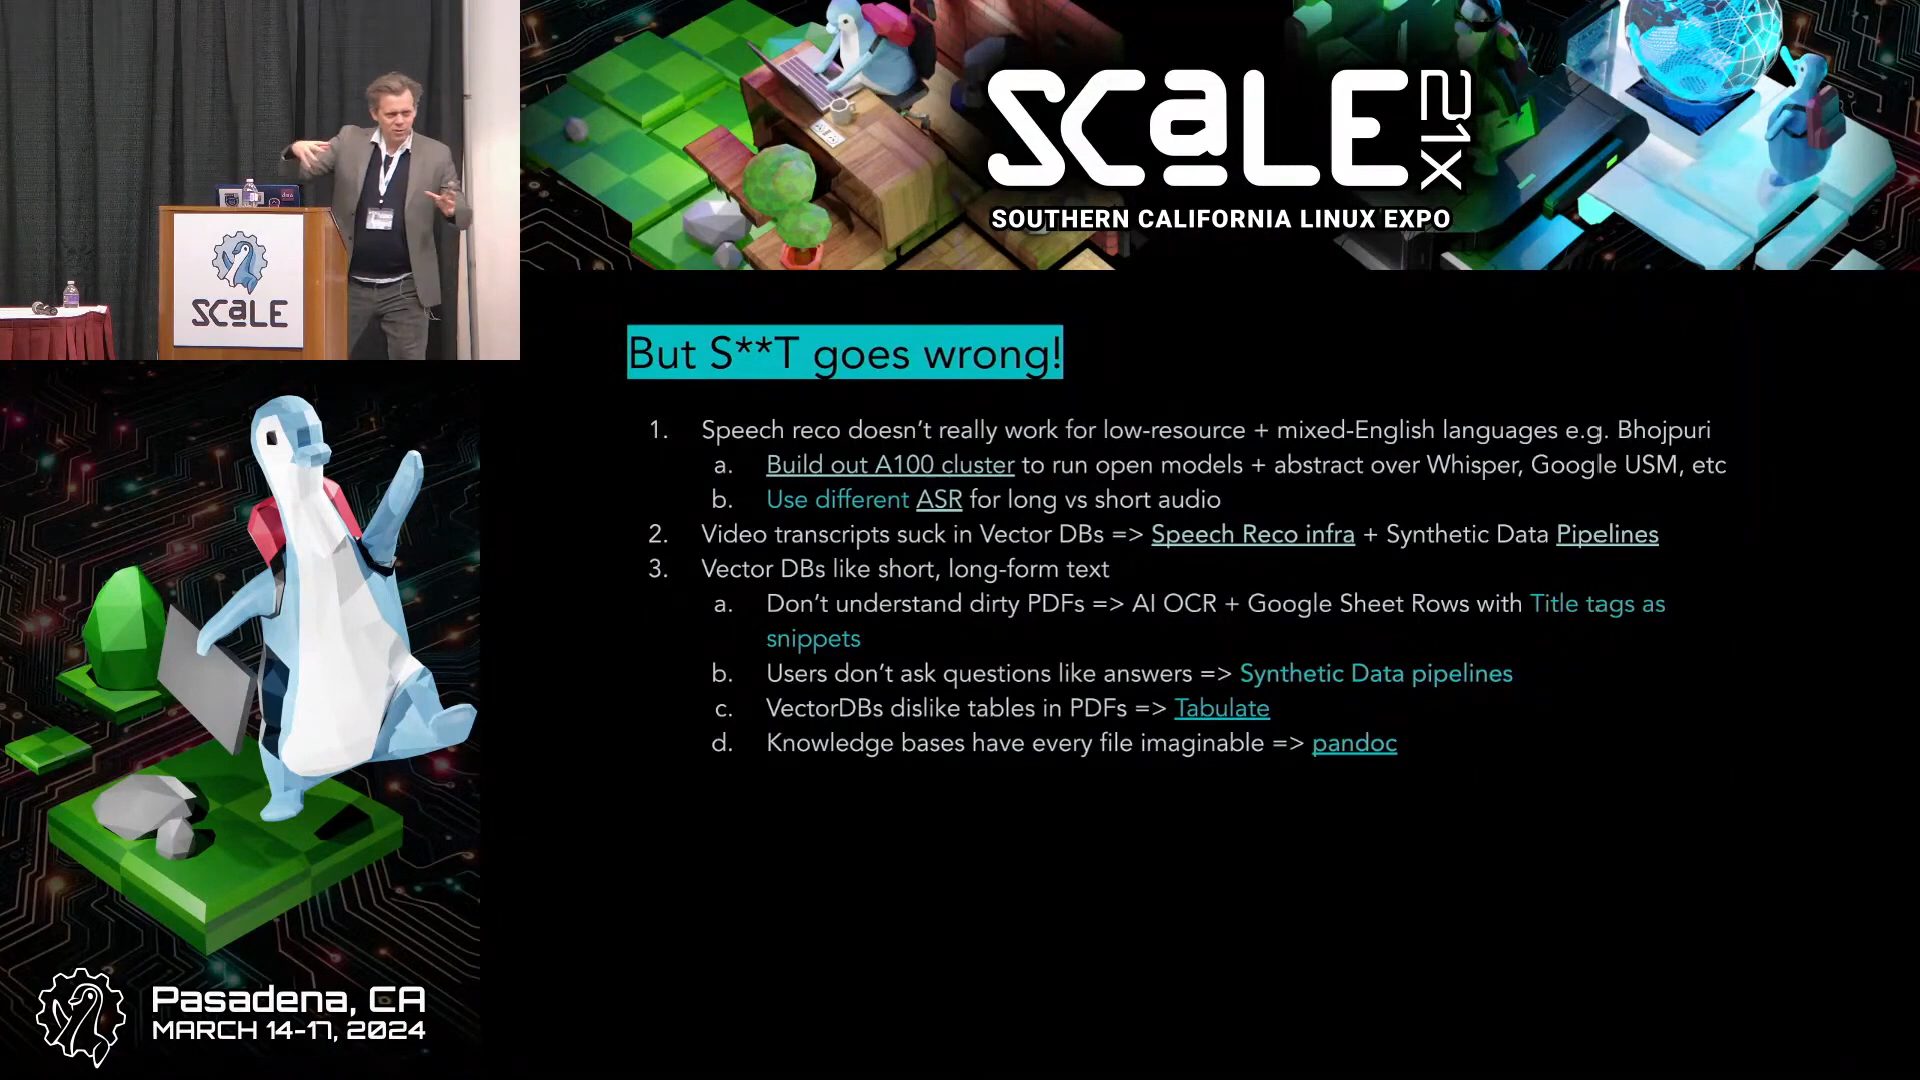 SCALE 21X
SOUTHERN CALIFORNIA LINUX EXPO
SCALE
But S**T goes wrong!
1. Speech reco doesn't really work for low-resource + mixed-English languages e.g. Bhojpuri
a. Build out A100 cluster to run open models + abstract over Whisper, Google USM, etc
b. Use different ASR for long vs short audio
2. Video transcripts suck in Vector DBs => Speech Reco infra + Synthetic Data Pipelines
3. Vector DBs like short, long-form text
a. Don't understand dirty PDFs => AI OCR + Google Sheet Rows with Title tags as
snippets
b. Users don't ask questions like answers => Synthetic Data pipelines
c. VectorDBs dislike tables in PDFs => Tabulate
d. Knowledge bases have every file imaginable => pandoc
Pasadena, CA
MARCH 14-17, 2024